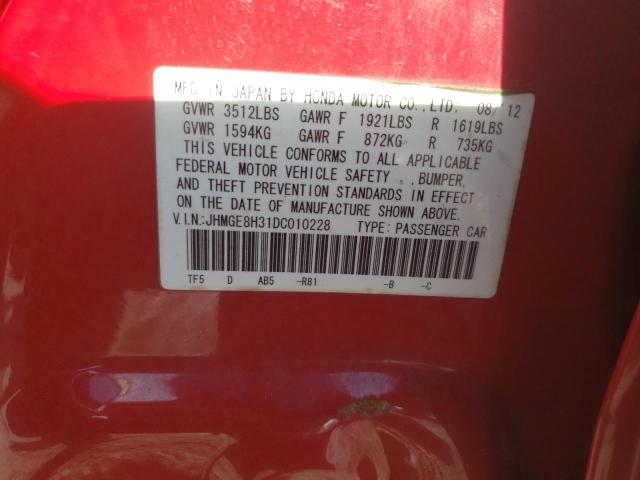 MFD IN JAPAN BY HONDA MOTOR CO.,LTD. 08/12
GVWR 3512LBS GAWR F 1921LBS R 1619LBS
GVWR 1594KG GAWR F 872KG R 735KG
THIS VEHICLE CONFORMS TO ALL APPLICABLE
FEDERAL MOTOR VEHICLE SAFETY , BUMPER,
AND THEFT PREVENTION STANDARDS IN EFFECT
ON THE DATE OF MANUFACTURE SHOWN ABOVE.
V.I.N.:JHMGE8H31DC010228 TYPE: PASSENGER CAR
TF5 D AB5 -R81 -B -C